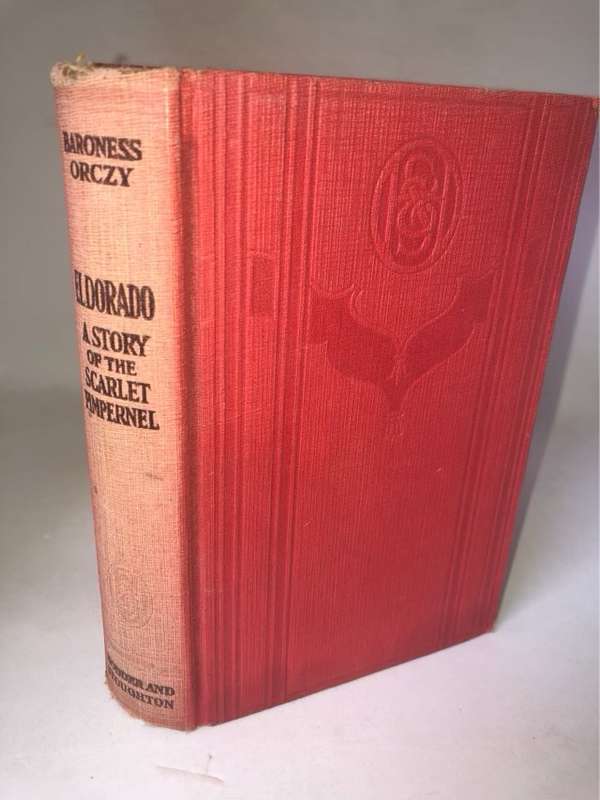 BARONESS
ORCZY
ELDORADO
A STORY
OF THE
SCARLET
PIMPERNEL
HODDER AND
STOUGHTON